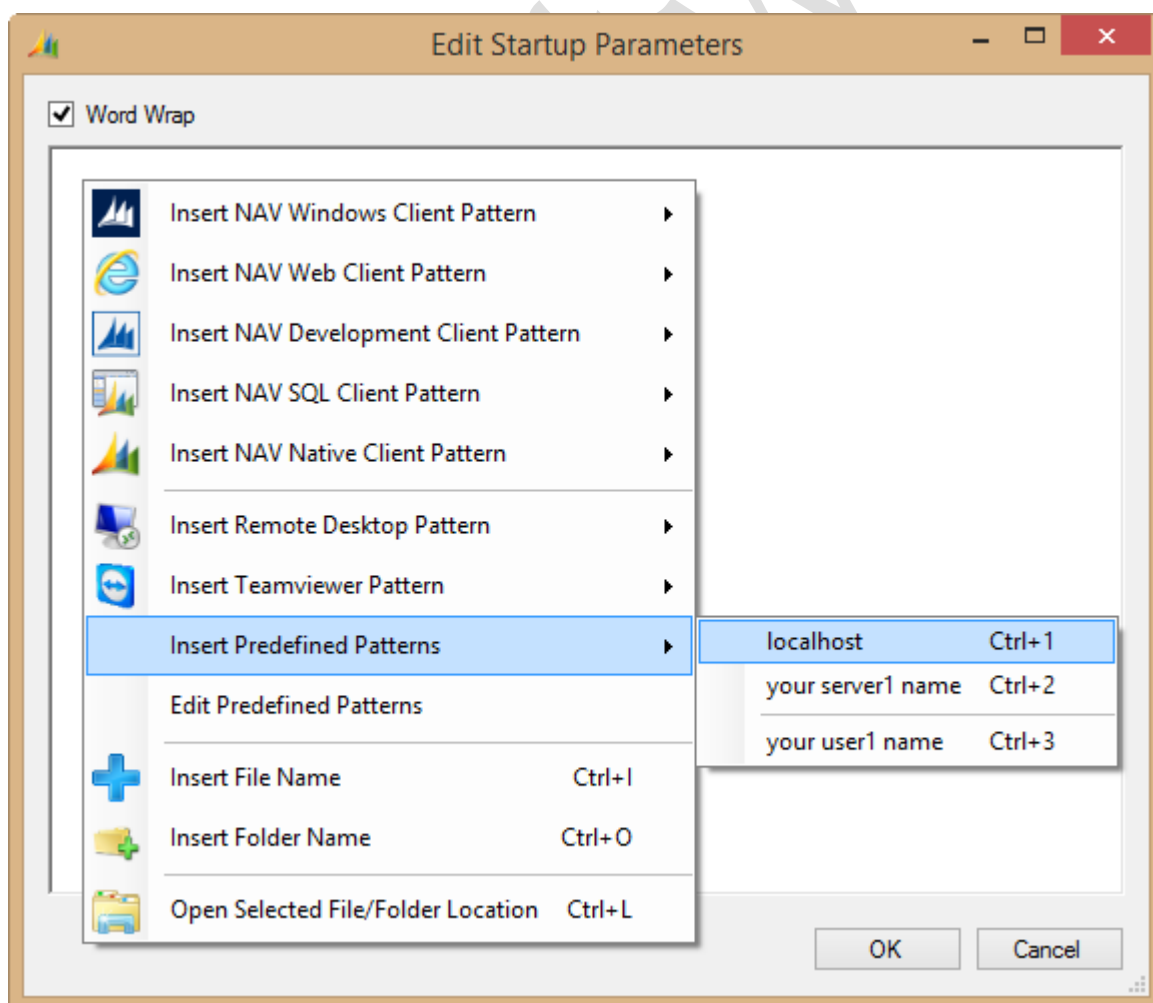 Edit Startup Parameters
Word Wrap
Insert NAV Windows Client Pattern
Insert NAV Web Client Pattern
Insert NAV Development Client Pattern
Insert NAV SQL Client Pattern
Insert NAV Native Client Pattern
Insert Remote Desktop Pattern
Insert Teamviewer Pattern
Insert Predefined Patterns
localhost Ctrl+1
your server1 name Ctrl+2
your user1 name Ctrl+3
Edit Predefined Patterns
Insert File Name Ctrl+I
Insert Folder Name Ctrl+O
Open Selected File/Folder Location Ctrl+L
OK Cancel